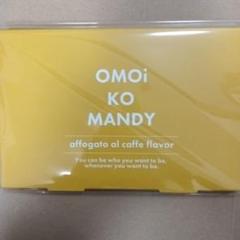 OMOi
KO
MANDY
affogato al caffe flavor
You can be who you want to be,
whenever you want to be.